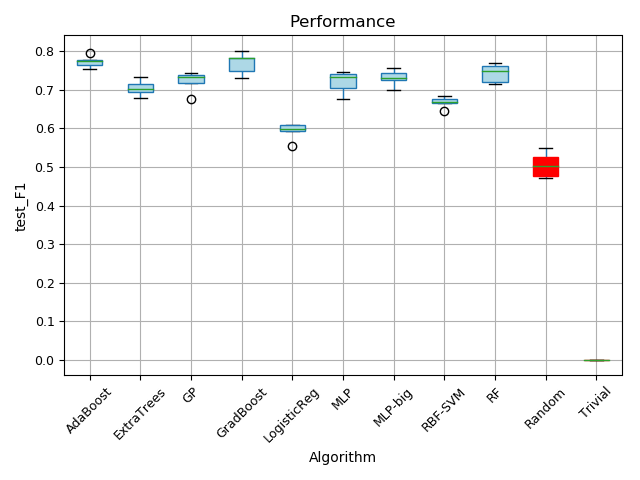 Performance
test_F1
0.8
0.7
0.6
0.5
0.4
0.3
0.2
0.1
0.0
AdaBoost
ExtraTrees
GP
GradBoost
LogisticReg
MLP
MLP-big
RBF-SVM
RF
Random
Trivial
Algorithm